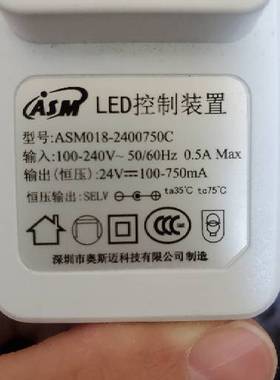 ASM LED控制装置
型号:ASM018-2400750C
输入:100-240V~ 50/60Hz 0.5A Max
输出(恒压):24V⎓100-750mA
恒压输出:SELV ta35℃ tc75℃
深圳市奥斯迈科技有限公司制造